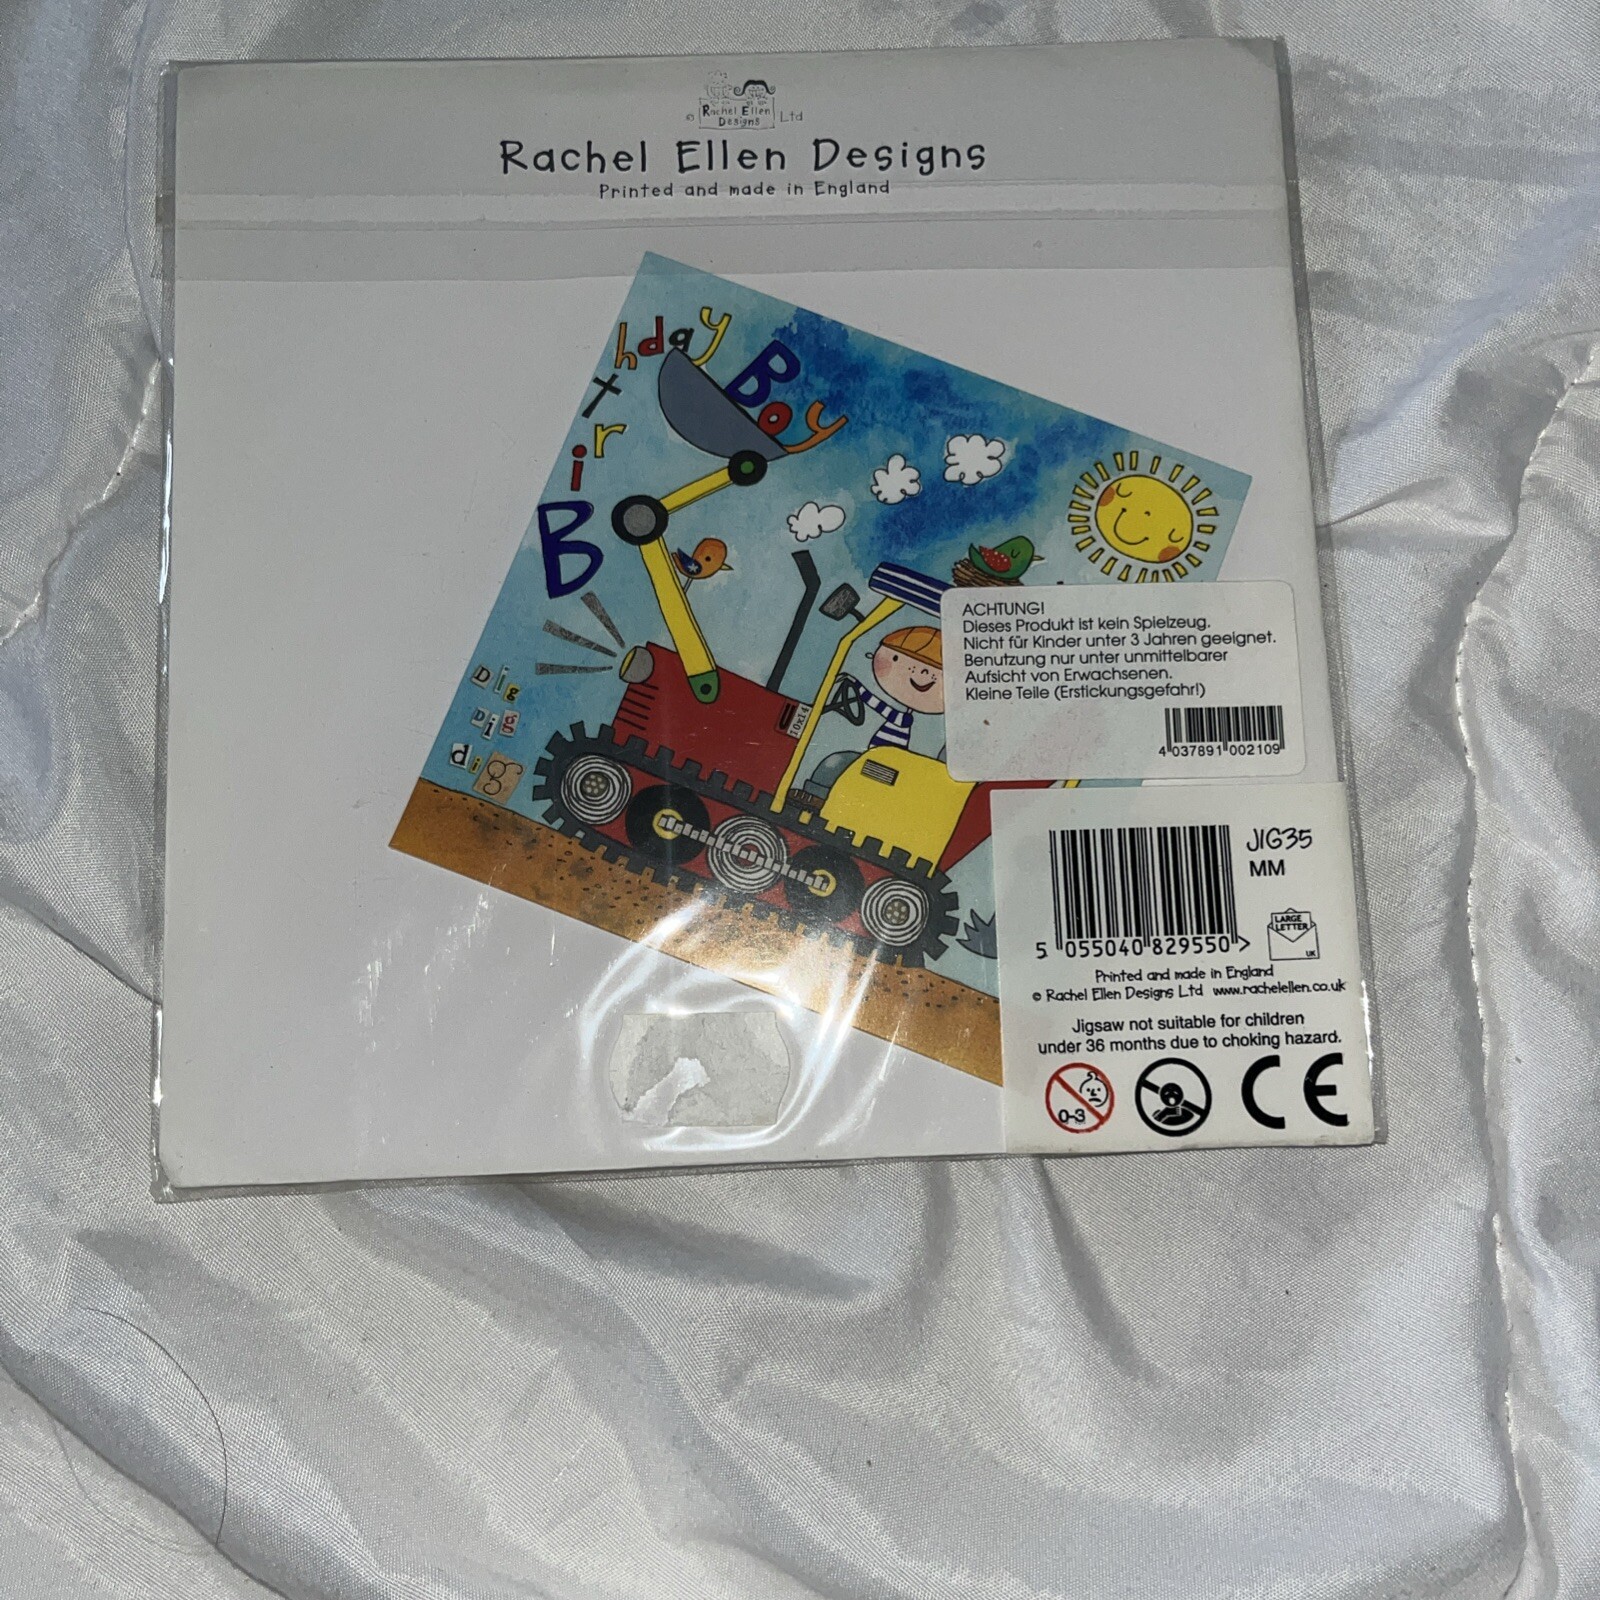 © Rachel Ellen Designs Ltd
Rachel Ellen Designs
Printed and made in England
Birthday
Boy
Dig
Dig
dig
10x14
ACHTUNG!
Dieses Produkt ist kein Spielzeug.
Nicht für Kinder unter 3 Jahren geeignet.
Benutzung nur unter unmittelbarer
Aufsicht von Erwachsenen.
Kleine Teile (Erstickungsgefahr!)
4 037891 002109
JIG35
MM
LARGE
LETTER
UK
5 055040 829550 >
Printed and made in England
© Rachel Ellen Designs Ltd www.rachelellen.co.uk
Jigsaw not suitable for children
under 36 months due to choking hazard.
0-3
CE